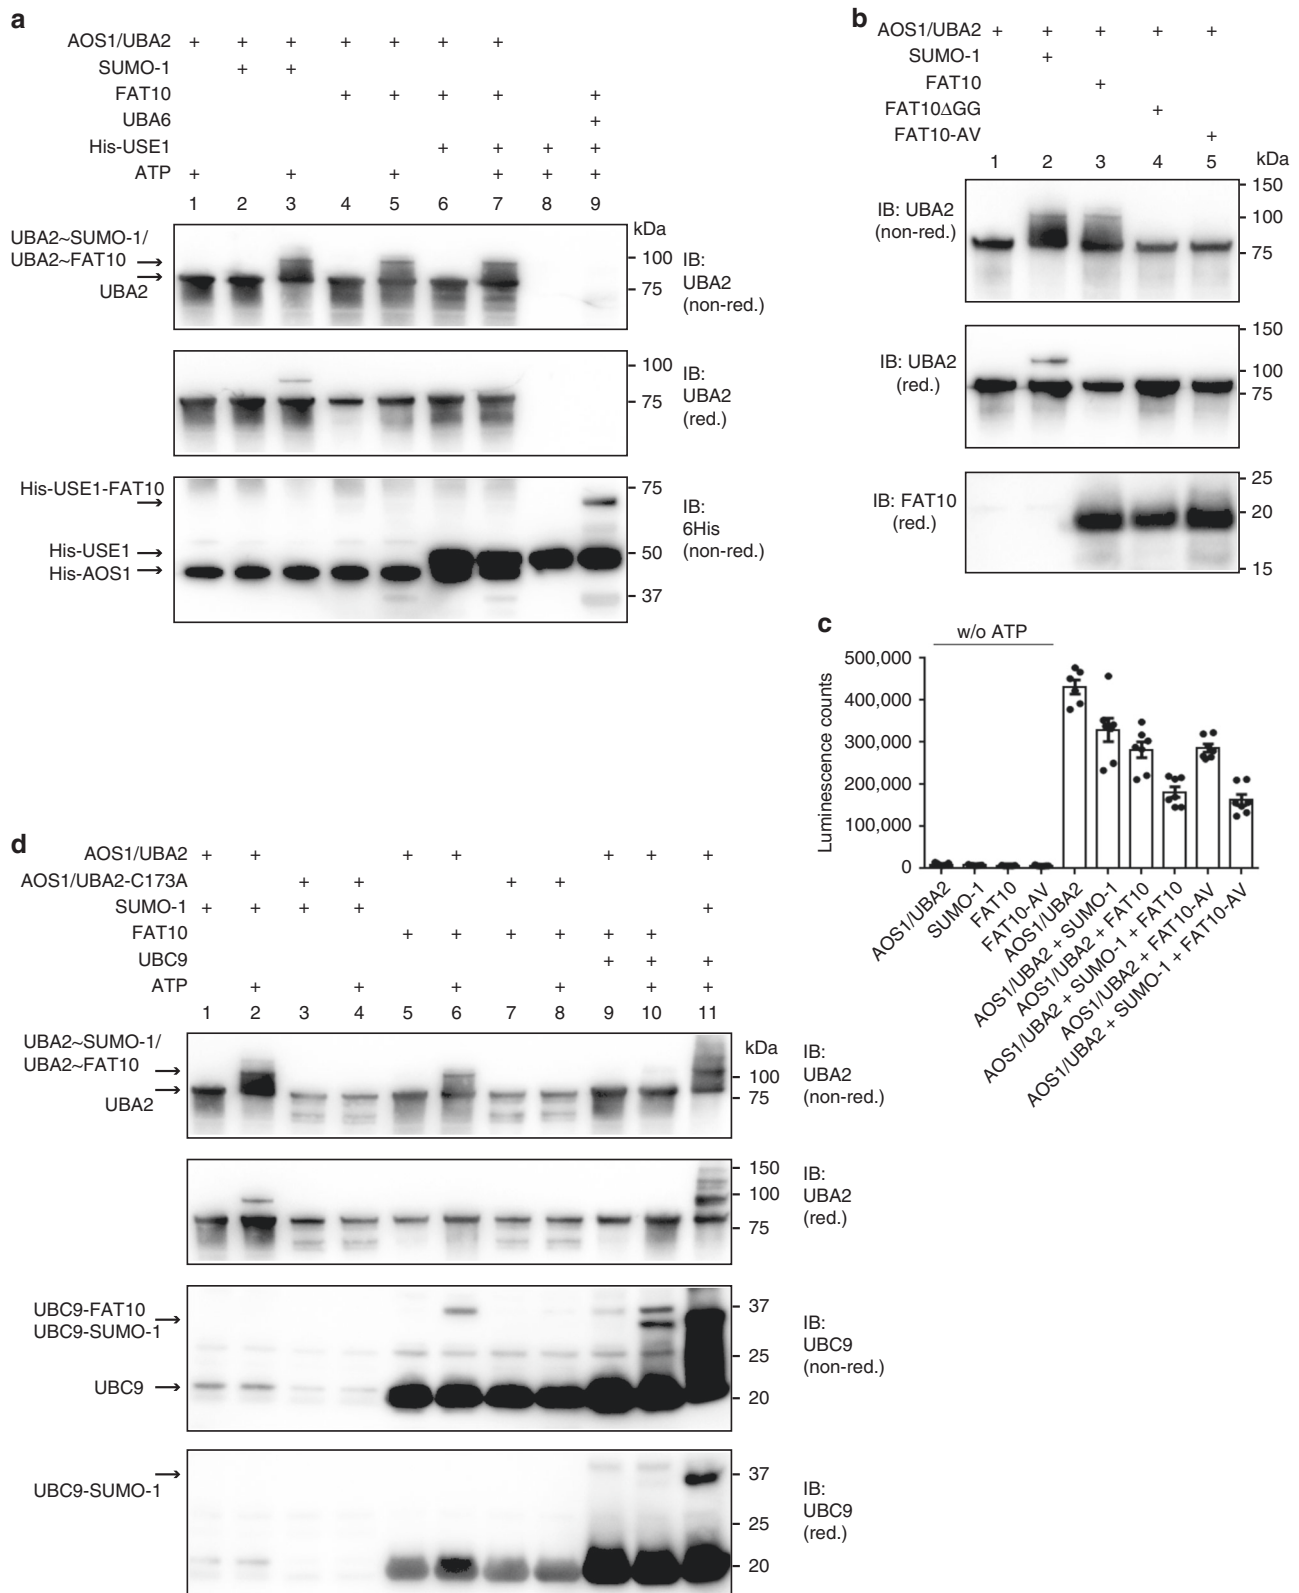 a
AOS1/UBA2 + + + + + + +
SUMO-1 + +
FAT10 + + + + +
UBA6 +
His-USE1 + + + +
ATP + + + + + +
1 2 3 4 5 6 7 8 9
UBA2~SUMO-1/
UBA2~FAT10
UBA2
kDa
100
75
IB:
UBA2
(non-red.)
100
75
IB:
UBA2
(red.)
His-USE1-FAT10
His-USE1
His-AOS1
75
50
37
IB:
6His
(non-red.)
b
AOS1/UBA2 + + + + +
SUMO-1 +
FAT10 +
FAT10ΔGG +
FAT10-AV +
1 2 3 4 5 kDa
IB: UBA2
(non-red.)
150
100
75
IB: UBA2
(red.)
150
100
75
IB: FAT10
(red.)
25
20
15
c
w/o ATP
Luminescence counts
500,000
400,000
300,000
200,000
100,000
0
AOS1/UBA2
SUMO-1
FAT10
FAT10-AV
AOS1/UBA2
AOS1/UBA2 + SUMO-1
AOS1/UBA2 + FAT10
AOS1/UBA2 + SUMO-1 + FAT10
AOS1/UBA2 + FAT10-AV
AOS1/UBA2 + SUMO-1 + FAT10-AV
d
AOS1/UBA2 + + + + + + +
AOS1/UBA2-C173A + + + +
SUMO-1 + + + + +
FAT10 + + + + + +
UBC9 + + +
ATP + + + + + +
1 2 3 4 5 6 7 8 9 10 11
UBA2~SUMO-1/
UBA2~FAT10
UBA2
kDa
100
75
IB:
UBA2
(non-red.)
150
100
75
IB:
UBA2
(red.)
UBC9-FAT10
UBC9-SUMO-1
UBC9
37
25
20
IB:
UBC9
(non-red.)
UBC9-SUMO-1
37
25
20
IB:
UBC9
(red.)